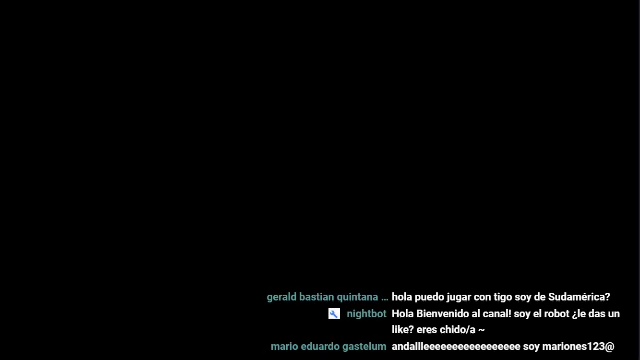 gerald bastian quintana ... hola puedo jugar con tigo soy de Sudamèrica?
nightbot Hola Bienvenido al canal! soy el robot ¿le das un
like? eres chido/a ~
mario eduardo gastelum andallleeeeeeeeeeeeeeeee soy mariones123@